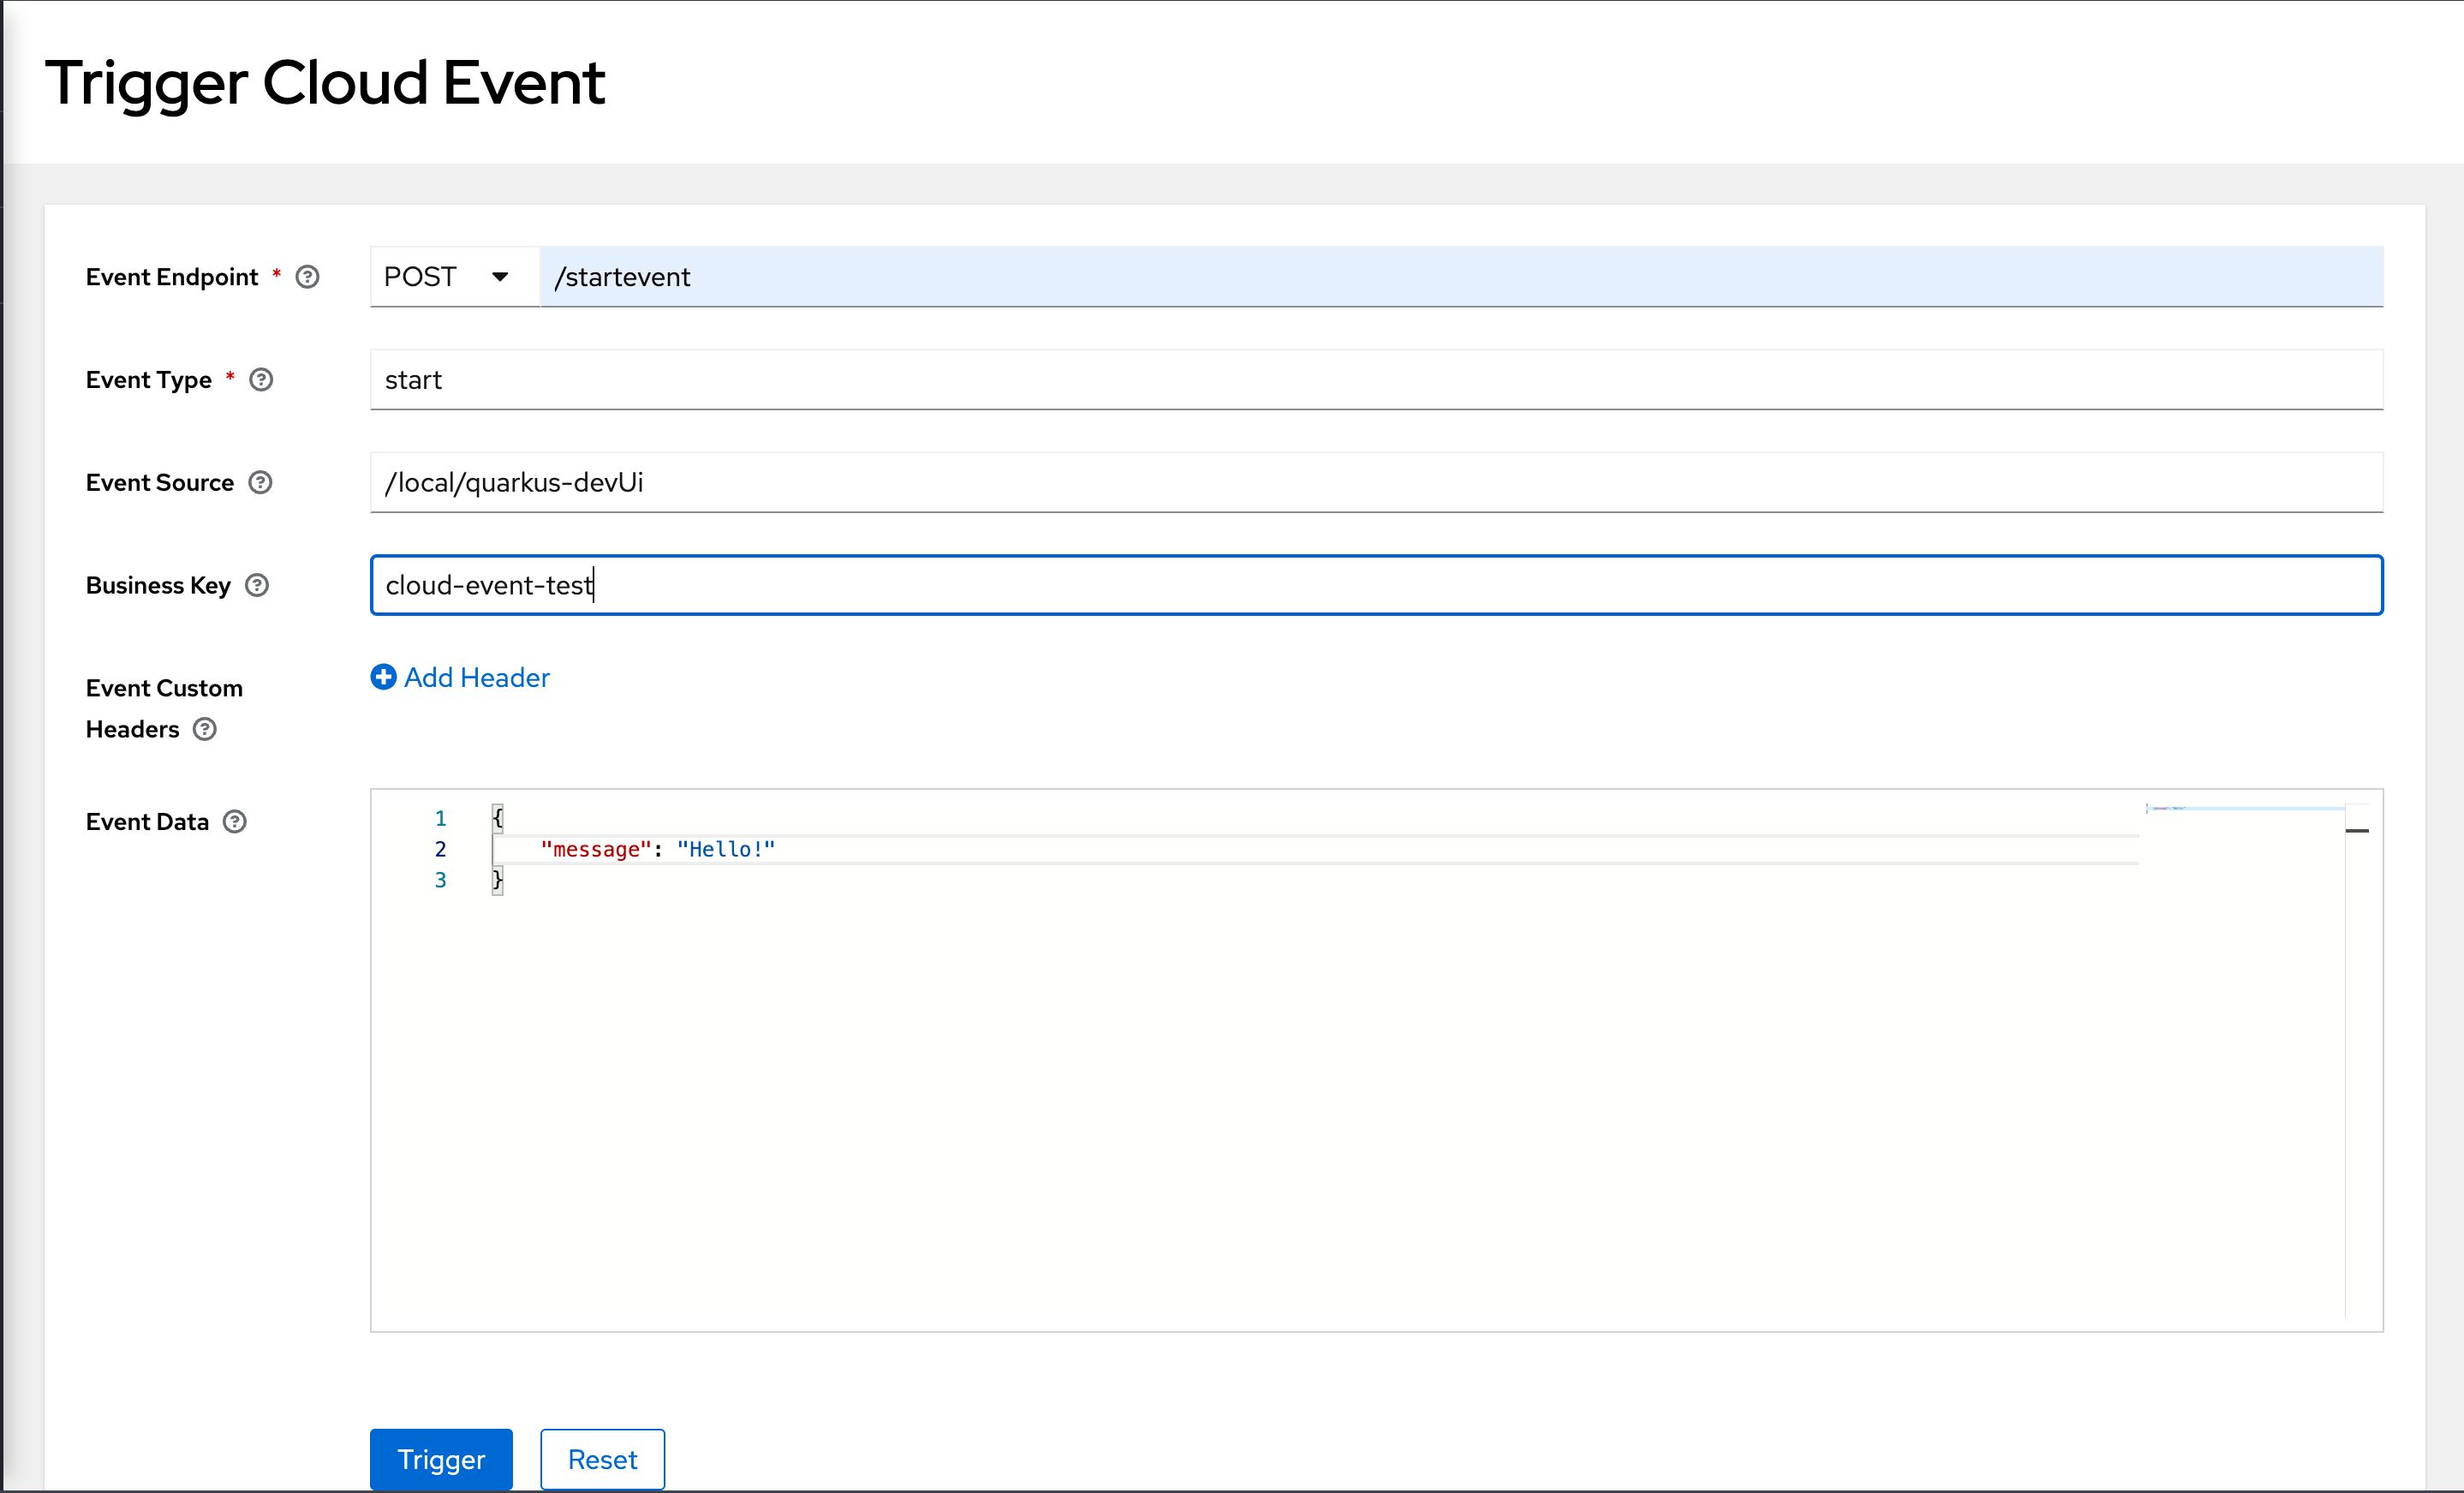 Trigger Cloud Event
Event Endpoint * POST /startevent
Event Type * start
Event Source /local/quarkus-devUi
Business Key cloud-event-test
Event Custom Headers Add Header
Event Data
1 {
2 "message": "Hello!"
3 }
Trigger Reset